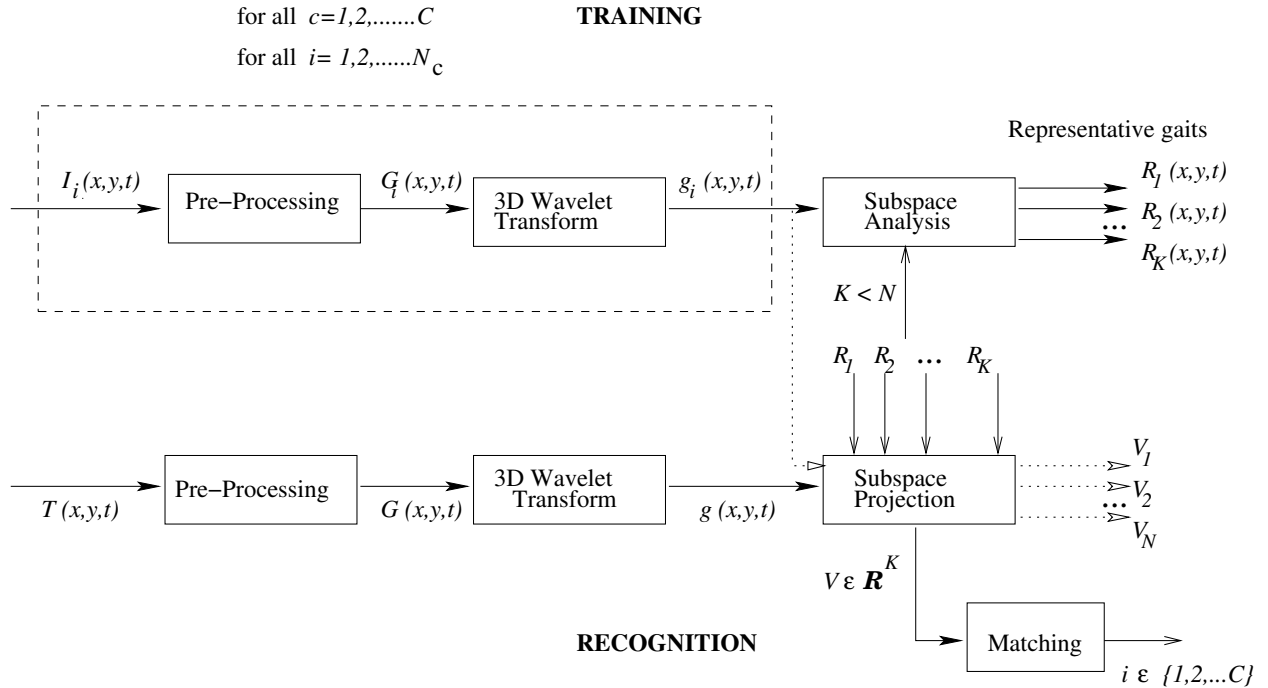 for all c=1,2,.......C
TRAINING
for all i= 1,2,......N_c
Representative gaits
I_i (x,y,t)
Pre−Processing
G_i (x,y,t)
3D Wavelet
Transform
g_i (x,y,t)
Subspace
Analysis
R_1 (x,y,t)
R_2 (x,y,t)
...
R_K (x,y,t)
K < N
R_1 R_2 ... R_K
T (x,y,t)
Pre−Processing
G (x,y,t)
3D Wavelet
Transform
g (x,y,t)
Subspace
Projection
V_1
V_2
...
V_N
V ε R^K
RECOGNITION
Matching
i ε {1,2,...C}